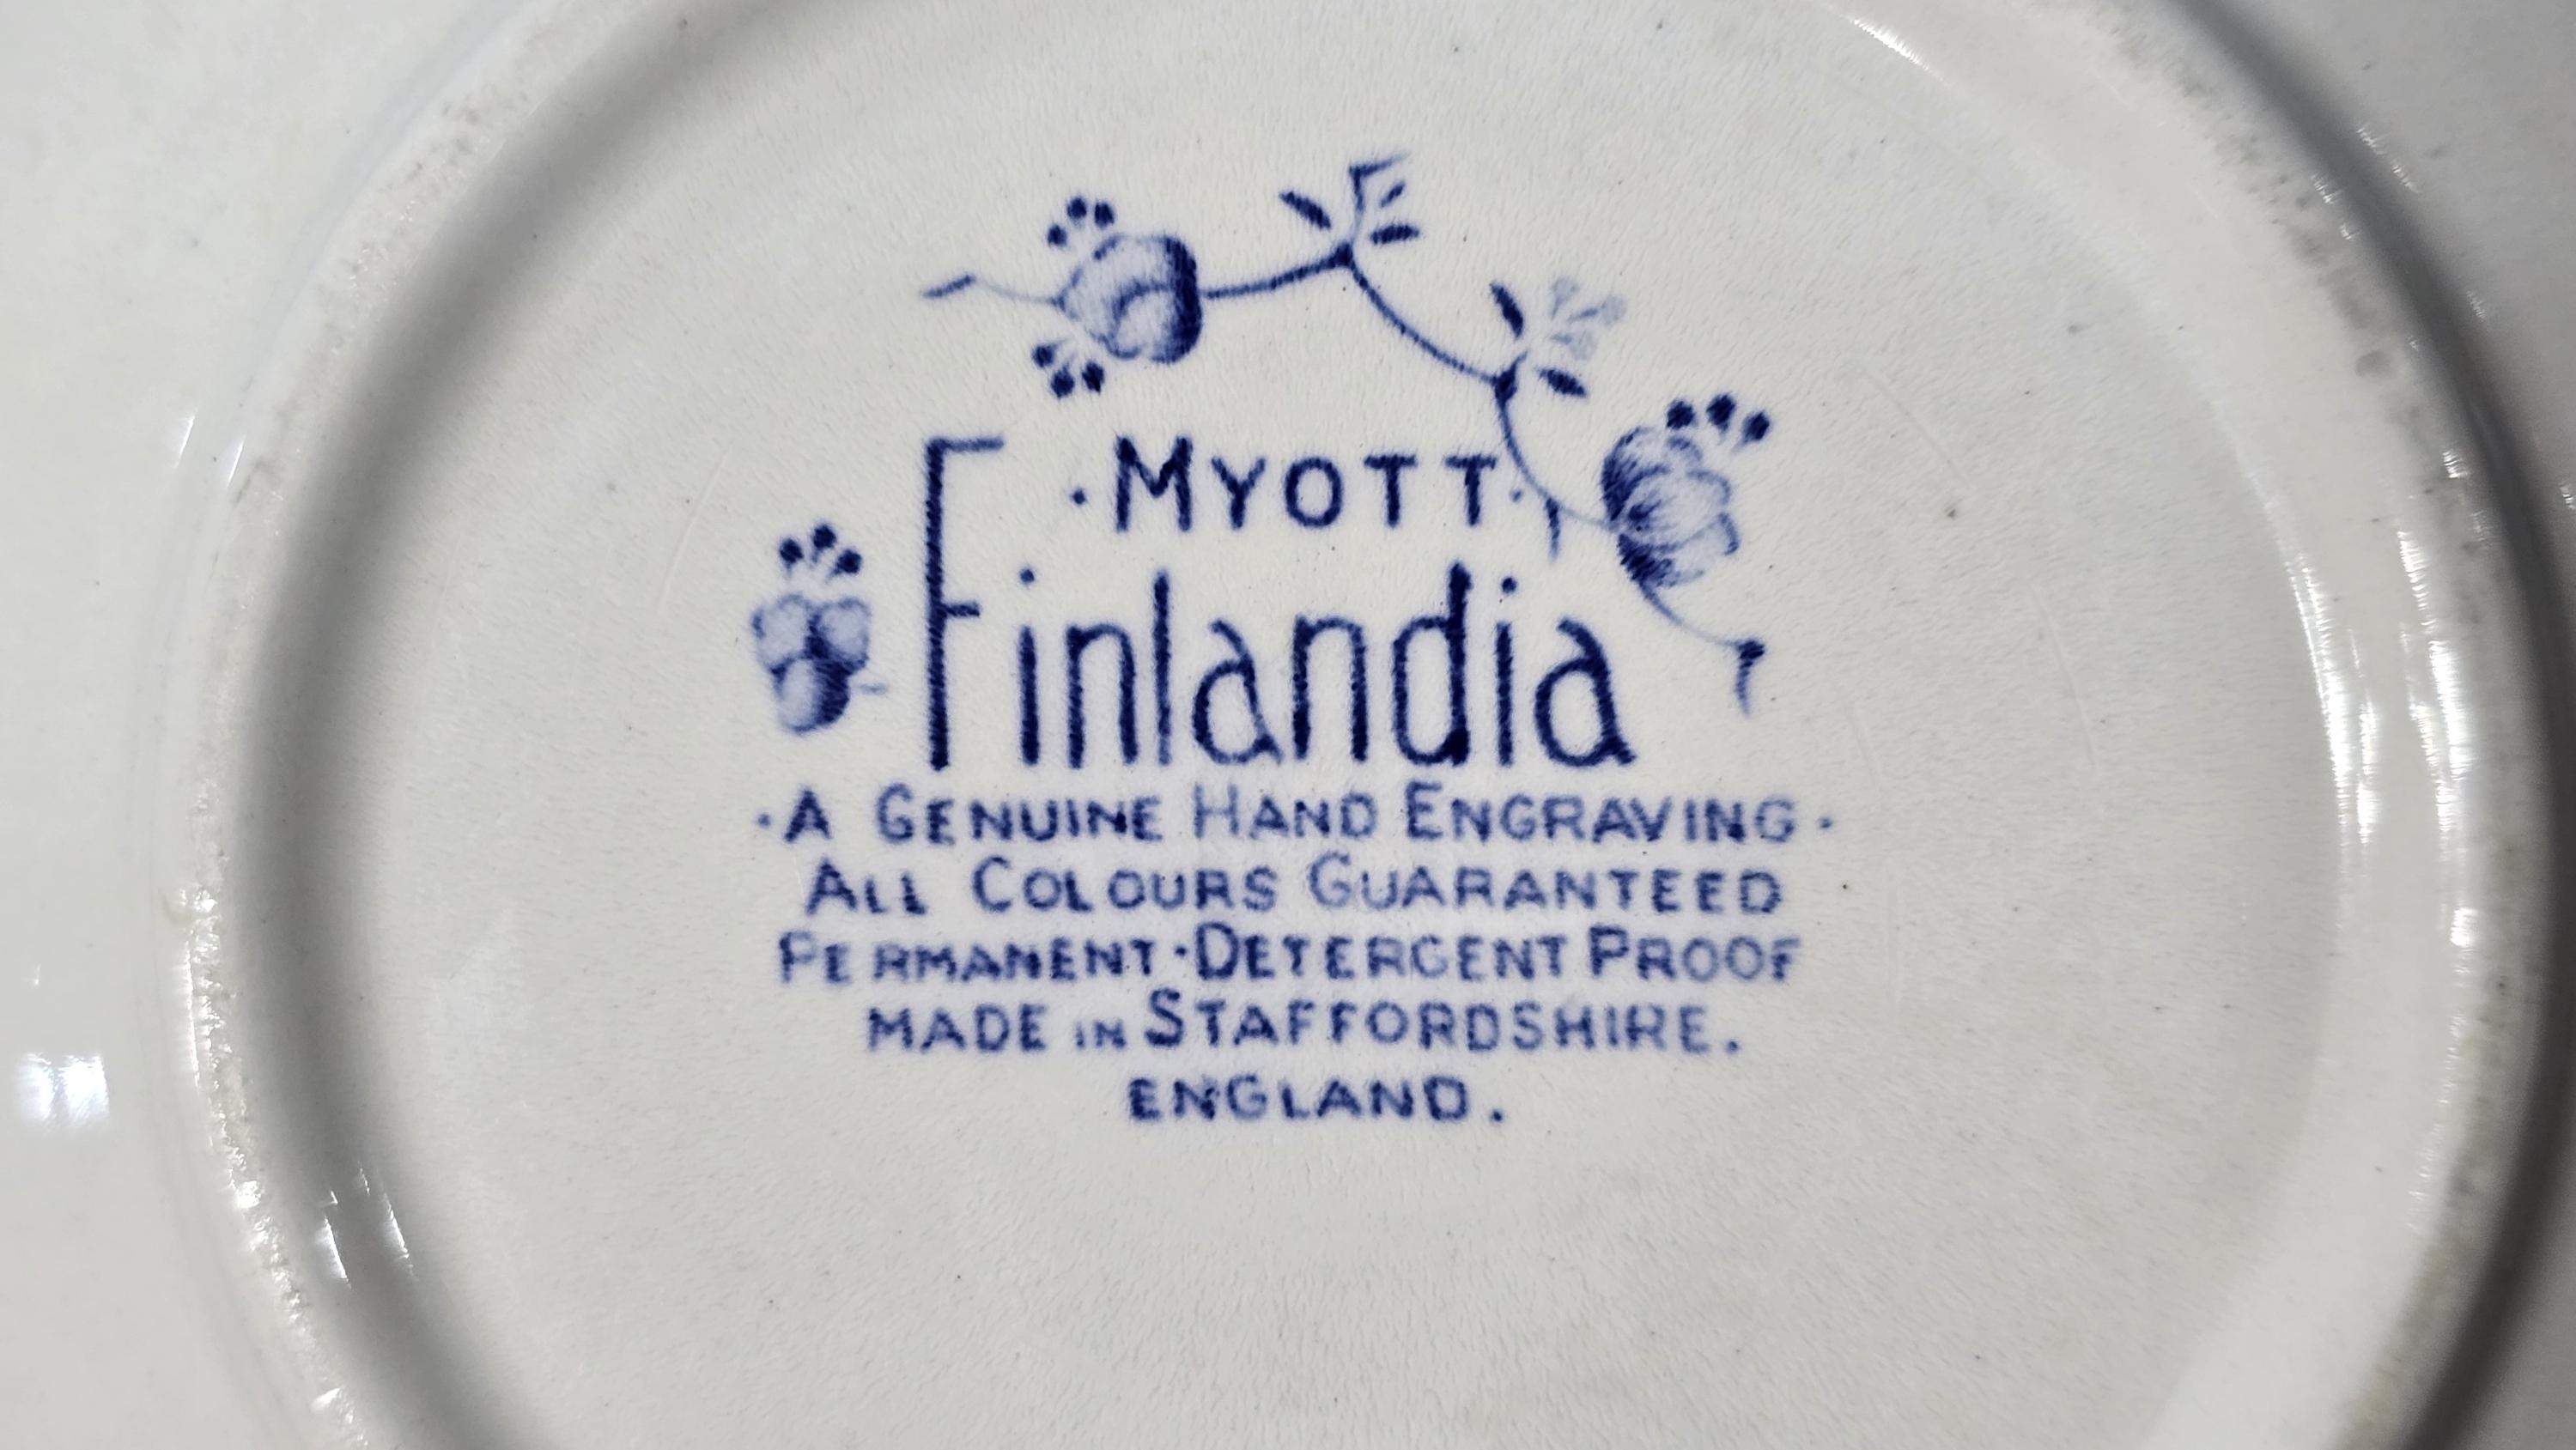 ·MYOTT·
Finlandia
·A GENUINE HAND ENGRAVING·
ALL COLOURS GUARANTEED
PERMANENT·DETERGENT PROOF
MADE IN STAFFORDSHIRE.
ENGLAND.